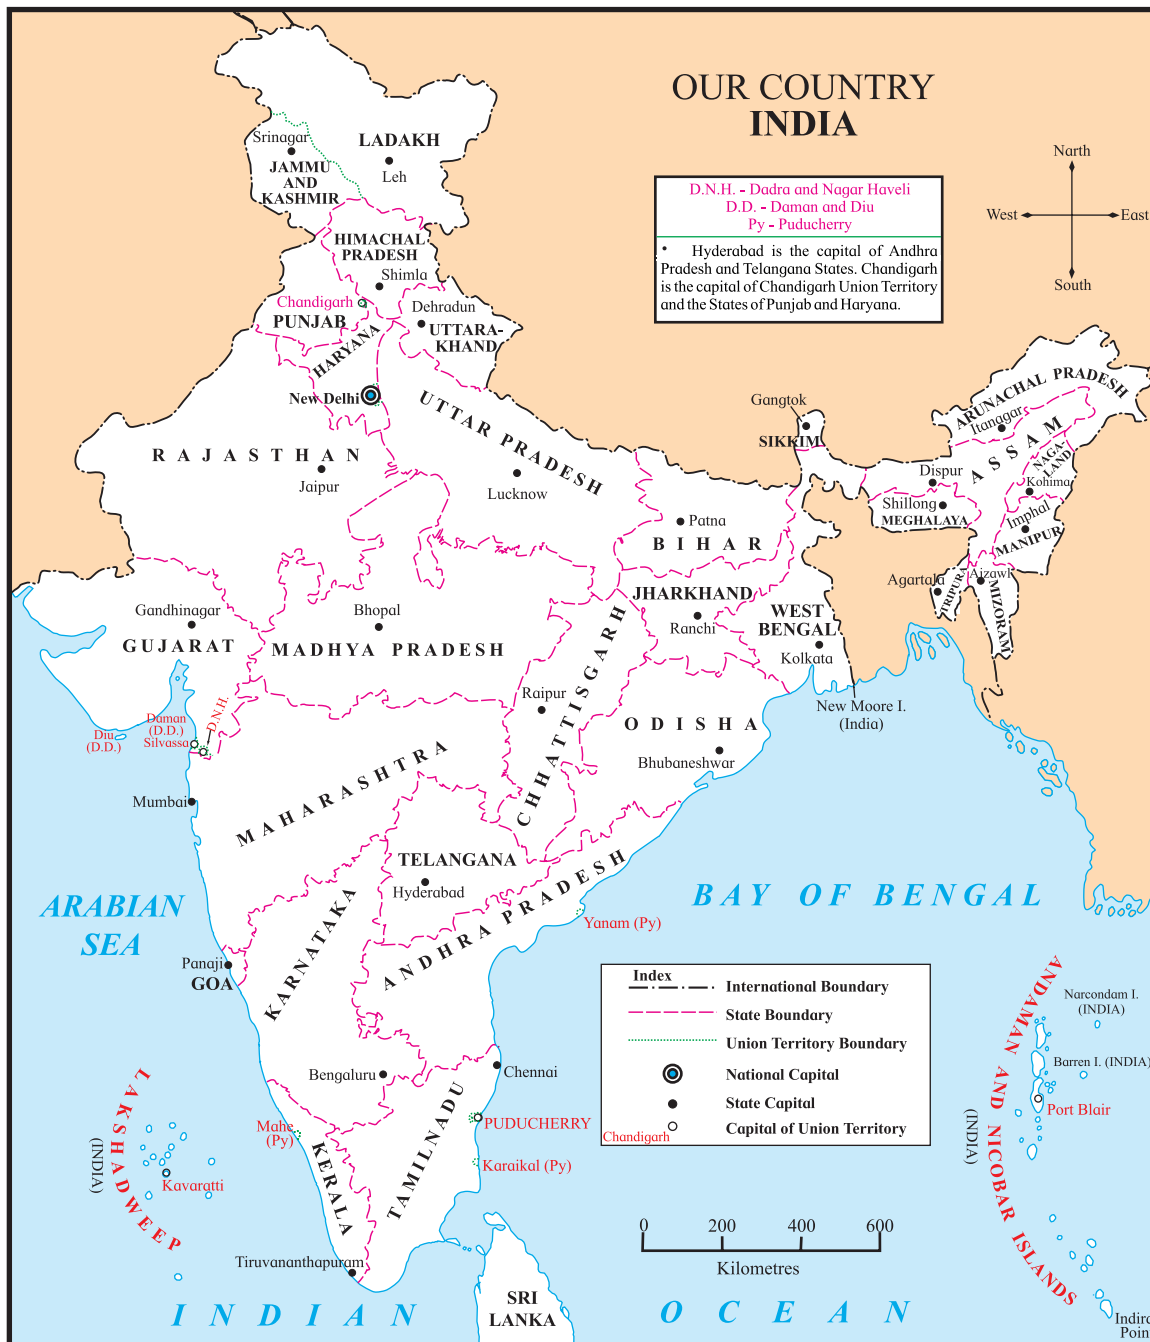 OUR COUNTRY
INDIA
D.N.H. - Dadra and Nagar Haveli
D.D. - Daman and Diu
Py - Puducherry
• Hyderabad is the capital of Andhra
Pradesh and Telangana States. Chandigarh
is the capital of Chandigarh Union Territory
and the States of Punjab and Haryana.
Narth
West
East
South
Srinagar
LADAKH
Leh
JAMMU
AND
KASHMIR
HIMACHAL
PRADESH
Shimla
Chandigarh
PUNJAB
Dehradun
UTTARA-
KHAND
HARYANA
New Delhi
UTTAR PRADESH
Lucknow
RAJASTHAN
Jaipur
Gangtok
SIKKIM
ARUNACHAL PRADESH
Itanagar
ASSAM
Dispur
NAGA-
LAND
Kohima
Shillong
MEGHALAYA
Imphal
MANIPUR
Agartala
TRIPURA
Aizawl
MIZORAM
Patna
BIHAR
JHARKHAND
Ranchi
WEST
BENGAL
Kolkata
New Moore I.
(India)
Gandhinagar
GUJARAT
Bhopal
MADHYA PRADESH
CHHATTISGARH
Raipur
ODISHA
Bhubaneshwar
Diu
(D.D.)
Daman
(D.D.)
Silvassa
D.N.H.
Mumbai
MAHARASHTRA
TELANGANA
Hyderabad
ANDHRA PRADESH
Yanam (Py)
KARNATAKA
Panaji
GOA
ARABIAN
SEA
BAY OF BENGAL
Bengaluru
Chennai
PUDUCHERRY
Karaikal (Py)
TAMILNADU
Mahe
(Py)
KERALA
Tiruvananthapuram
LAKSHADWEEP
(INDIA)
Kavaratti
Index
International Boundary
State Boundary
Union Territory Boundary
National Capital
State Capital
Chandigarh
Capital of Union Territory
0 200 400 600
Kilometres
ANDAMAN AND NICOBAR ISLANDS
(INDIA)
Narcondam I.
(INDIA)
Barren I. (INDIA)
Port Blair
Indira
Point
SRI
LANKA
INDIAN OCEAN